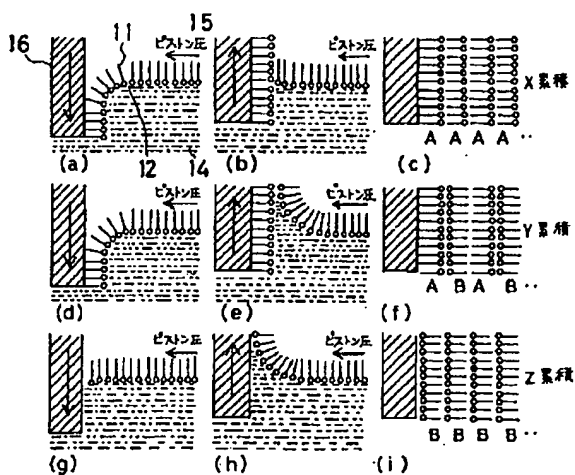 16 11 15
ピストン圧 ピストン圧
X累積
(a) 12 14 (b) (c) A A A A ‥
ピストン圧 ピストン圧
Y累積
(d) (e) (f) A B A B ‥
ピストン圧 ピストン圧
Z累積
(g) (h) (i) B B B B ‥